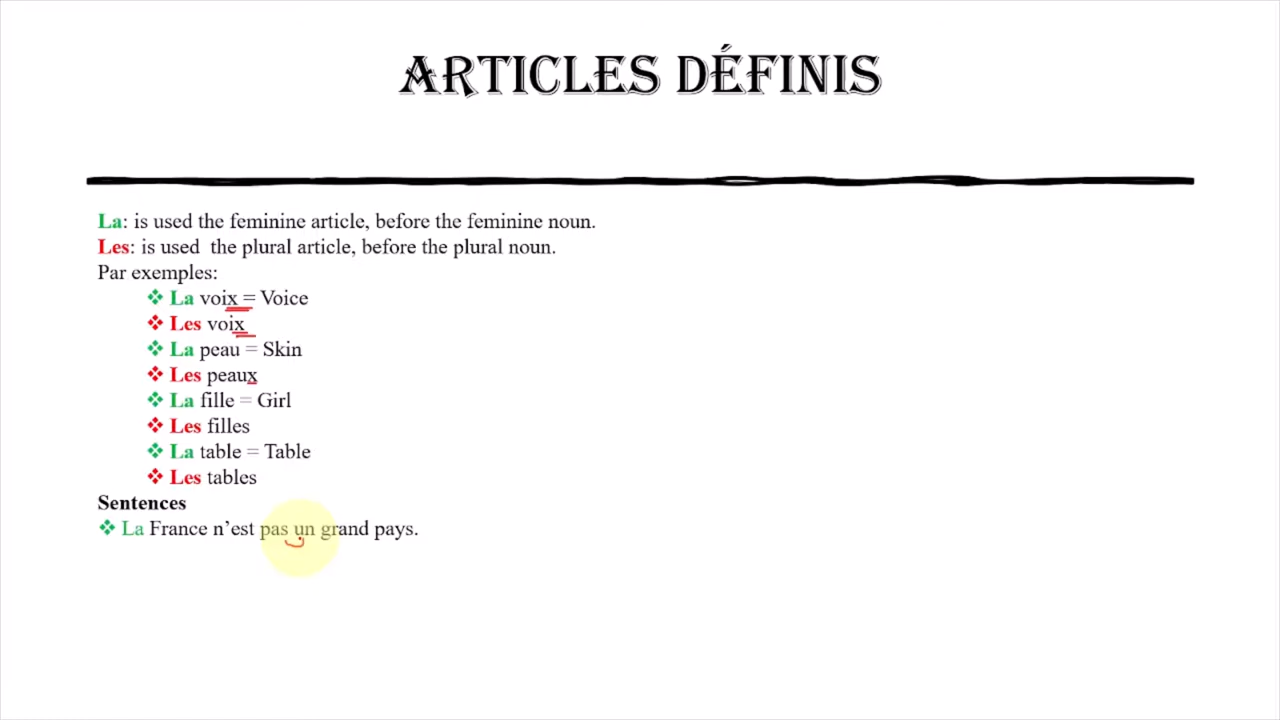 ARTICLES DÉFINIS
La: is used the feminine article, before the feminine noun.
Les: is used  the plural article, before the plural noun.
Par exemples:
❖ La voix = Voice
❖ Les voix
❖ La peau = Skin
❖ Les peaux
❖ La fille = Girl
❖ Les filles
❖ La table = Table
❖ Les tables
Sentences
❖ La France n’est pas un grand pays.